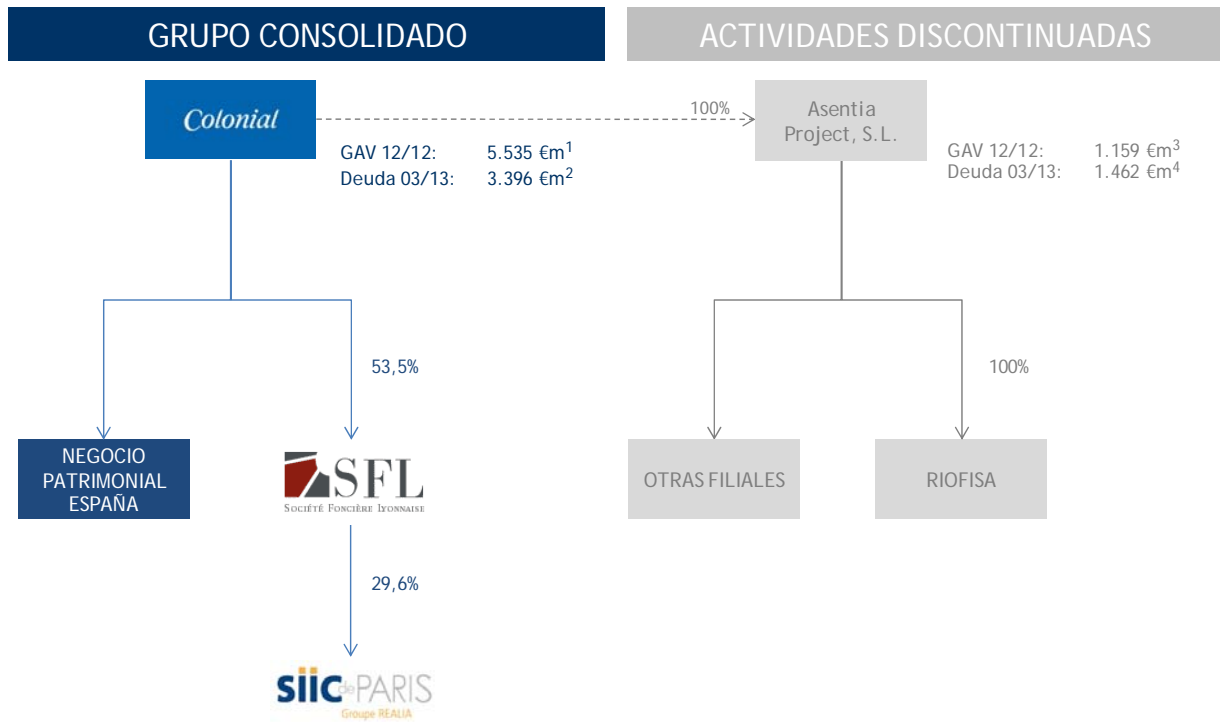 GRUPO CONSOLIDADO
ACTIVIDADES DISCONTINUADAS
Colonial
100%
Asentia
Project, S.L.
GAV 12/12: 5.535 €m1
Deuda 03/13: 3.396 €m2
GAV 12/12: 1.159 €m3
Deuda 03/13: 1.462 €m4
53,5%
100%
NEGOCIO
PATRIMONIAL
ESPAÑA
SFL
SOCIÉTÉ FONCIÈRE LYONNAISE
OTRAS FILIALES
RIOFISA
29,6%
siic de PARIS
Groupe REALIA